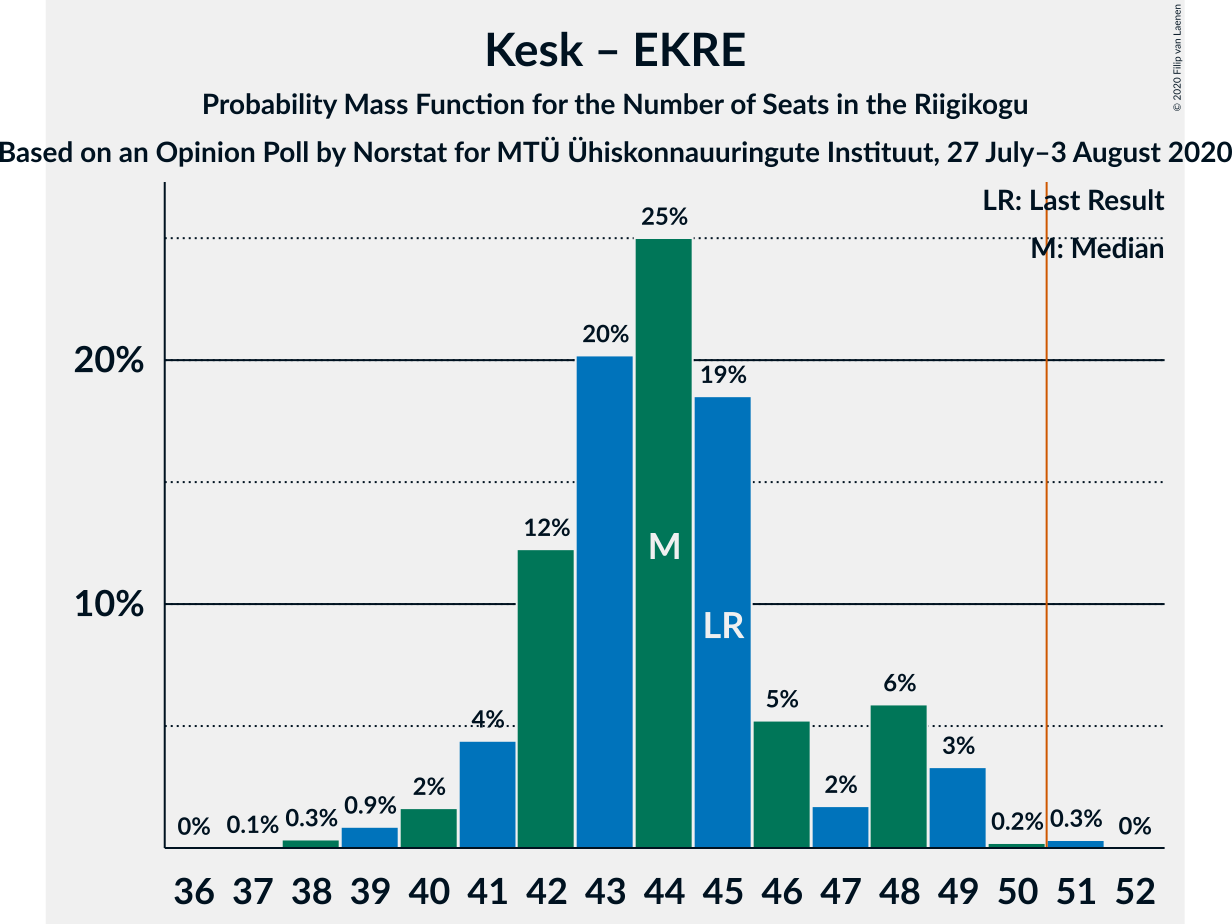 Kesk – EKRE
Probability Mass Function for the Number of Seats in the Riigikogu
Based on an Opinion Poll by Norstat for MTÜ Ühiskonnauuringute Instituut, 27 July–3 August 2020
© 2020 Filip van Laenen
LR: Last Result
M: Median
20%
10%
0% 0.1% 0.3% 0.9% 2% 4% 12% 20% 25% 19% 5% 2% 6% 3% 0.2% 0.3% 0%
M
LR
36 37 38 39 40 41 42 43 44 45 46 47 48 49 50 51 52